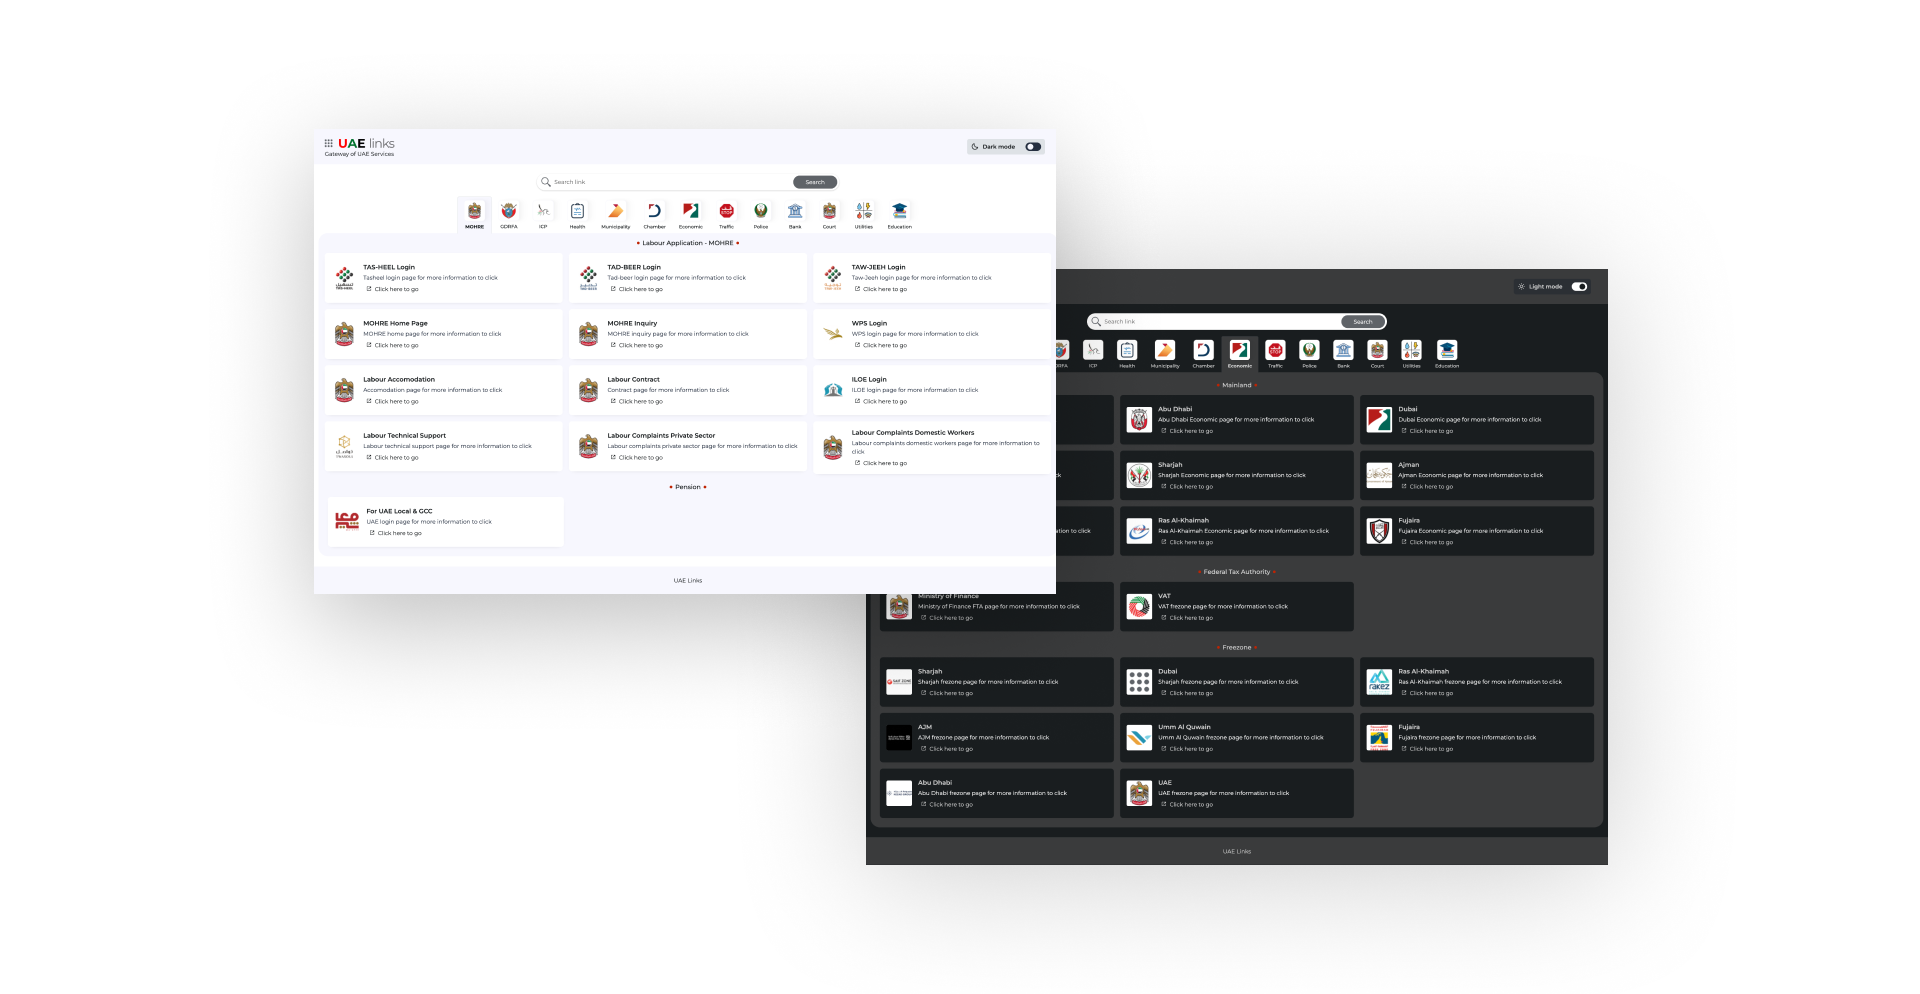 UAE links
Gateway of UAE Services
Dark mode
Search link
Search
MOHRE
GDRFA
ICP
Health
Municipality
Chamber
Economic
Traffic
Police
Bank
Court
Utilities
Education
Labour Application - MOHRE
TAS-HEEL Login
Tasheel login page for more information to click
Click here to go
TAD-BEER Login
Tad-beer login page for more information to click
Click here to go
TAW-JEEH Login
Taw-Jeeh login page for more information to click
Click here to go
MOHRE Home Page
MOHRE home page for more information to click
Click here to go
MOHRE Inquiry
MOHRE inquiry page for more information to click
Click here to go
WPS Login
WPS login page for more information to click
Click here to go
Labour Accomodation
Accomodation page for more information to click
Click here to go
Labour Contract
Contract page for more information to click
Click here to go
ILOE Login
ILOE login page for more information to click
Click here to go
Labour Technical Support
Labour technical support page for more information to click
Click here to go
Labour Complaints Private Sector
Labour complaints private sector page for more information to click
Click here to go
Labour Complaints Domestic Workers
Labour complaints domestic workers page for more information to
click
Click here to go
Pension
For UAE Local & GCC
UAE login page for more information to click
Click here to go
UAE Links
Light mode
Search link
Search
RFA
ICP
Health
Municipality
Chamber
Economic
Traffic
Police
Bank
Court
Utilities
Education
Mainland
Abu Dhabi
Abu Dhabi Economic page for more information to click
Click here to go
Dubai
Dubai Economic page for more information to click
Click here to go
ck
Sharjah
Sharjah Economic page for more information to click
Click here to go
Ajman
Ajman Economic page for more information to click
Click here to go
ation to click
Ras Al-Khaimah
Ras Al-Khaimah Economic page for more information to click
Click here to go
Fujaira
Fujaira Economic page for more information to click
Click here to go
Federal Tax Authority
Ministry of Finance
Ministry of Finance FTA page for more information to click
Click here to go
VAT
VAT frezone page for more information to click
Click here to go
Freezone
Sharjah
Sharjah frezone page for more information to click
Click here to go
Dubai
Sharjah frezone page for more information to click
Click here to go
rakez
Ras Al-Khaimah
Ras Al-Khaimah frezone page for more information to click
Click here to go
AJM
AJM frezone page for more information to click
Click here to go
Umm Al Quwain
Umm Al Quwain frezone page for more information to click
Click here to go
Fujaira
Fujaira frezone page for more information to click
Click here to go
Abu Dhabi
Abu Dhabi frezone page for more information to click
Click here to go
UAE
UAE frezone page for more information to click
Click here to go
UAE Links